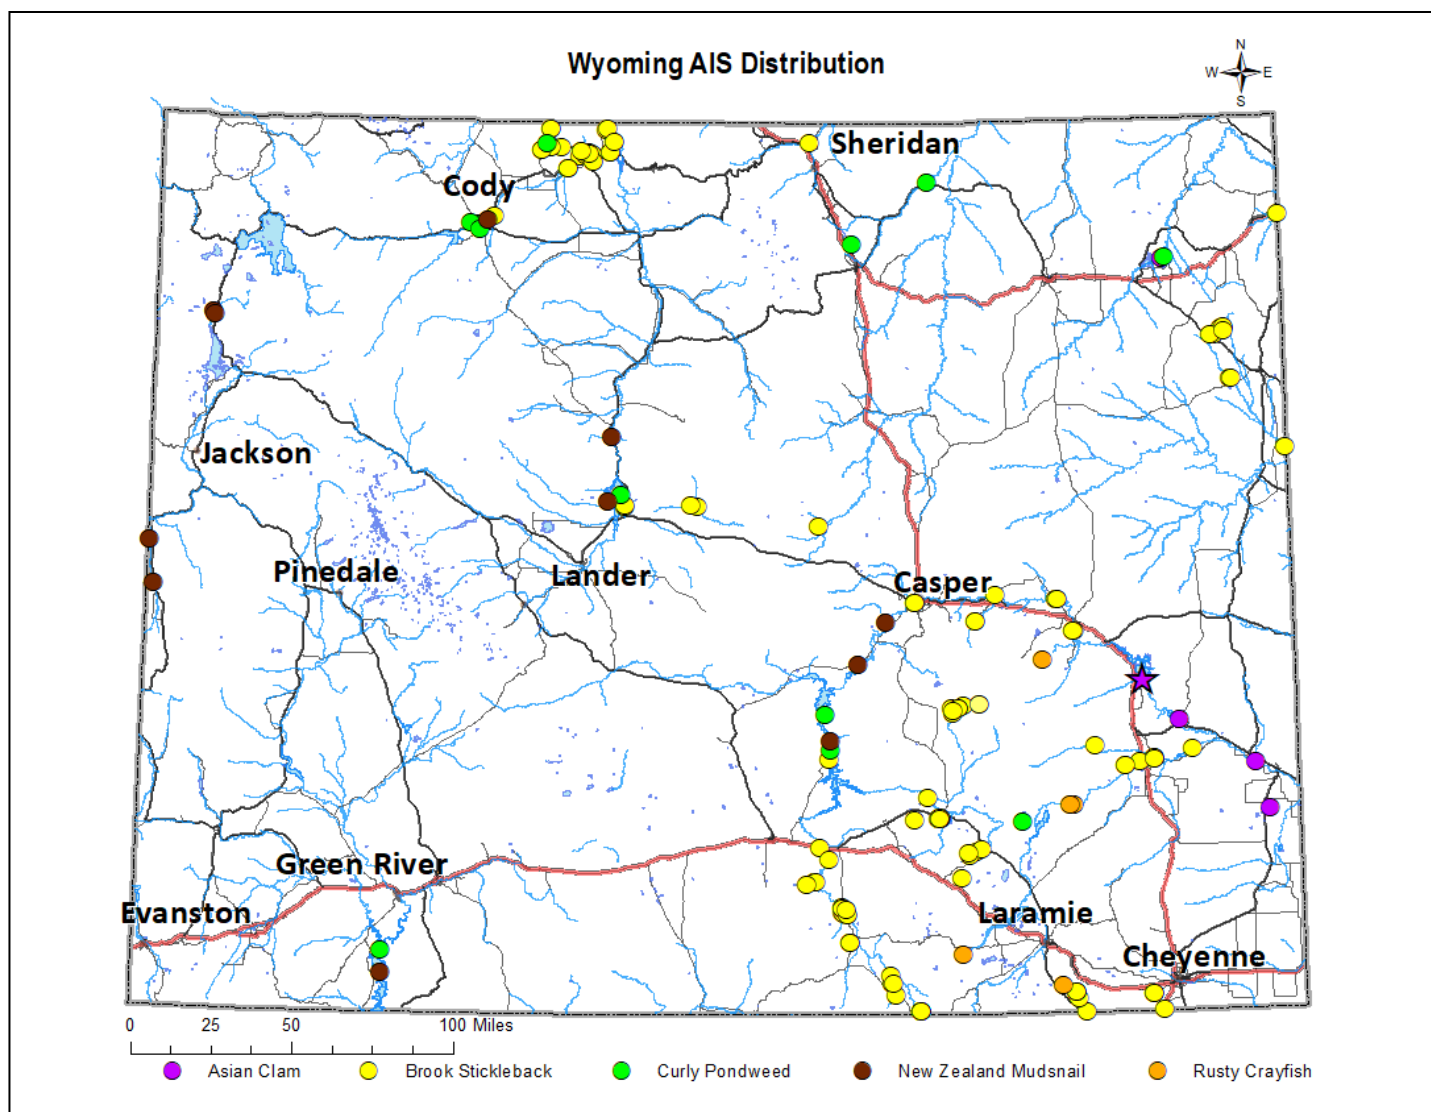 Wyoming AIS Distribution
N
W E
S
Sheridan
Cody
Jackson
Pinedale
Lander
Casper
Green River
Evanston
Laramie
Cheyenne
0 25 50 100 Miles
Asian Clam Brook Stickleback Curly Pondweed New Zealand Mudsnail Rusty Crayfish